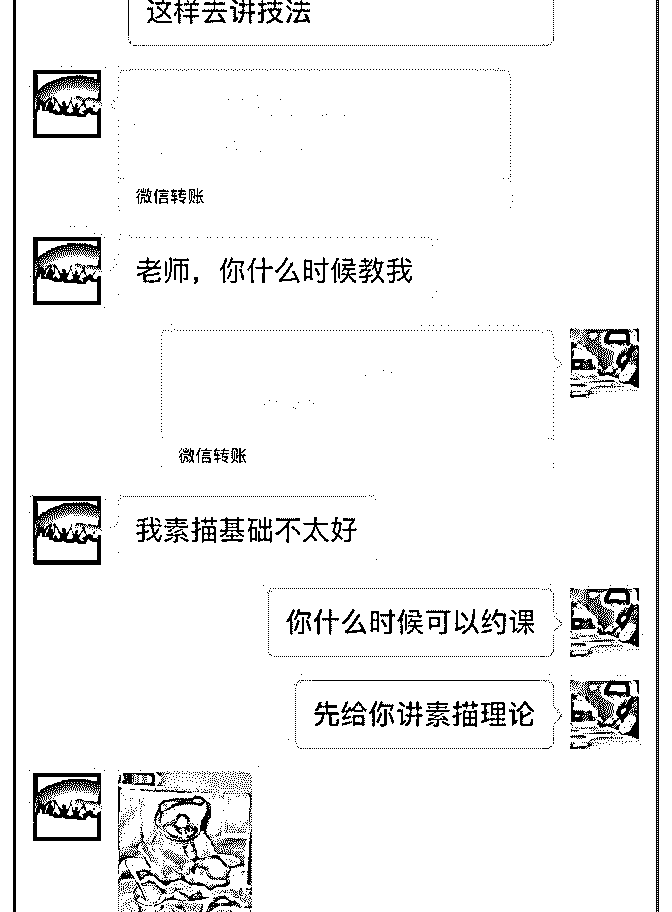 这样去讲技法
微信转账
老师，你什么时候教我
微信转账
我素描基础不太好
你什么时候可以约课
先给你讲素描理论